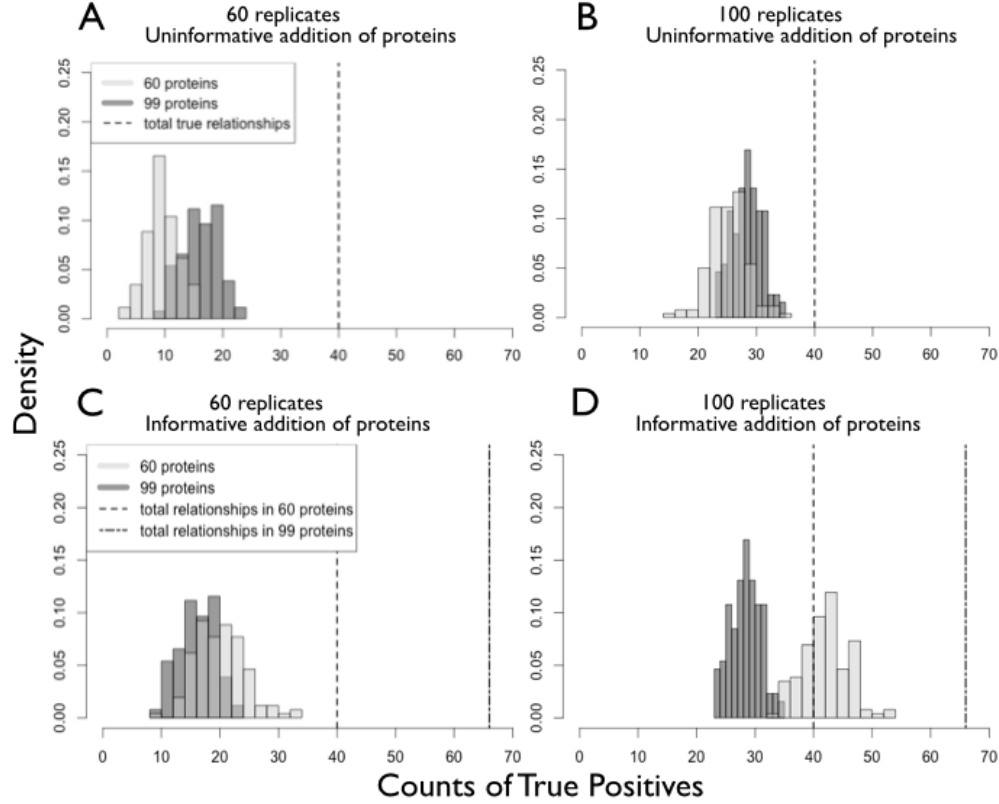 A
60 replicates
Uninformative addition of proteins
0.00 0.05 0.10 0.15 0.20 0.25
60 proteins
99 proteins
total true relationships
0 10 20 30 40 50 60 70
B
100 replicates
Uninformative addition of proteins
0.00 0.05 0.10 0.15 0.20 0.25
0 10 20 30 40 50 60 70
Density
C
60 replicates
Informative addition of proteins
0.00 0.05 0.10 0.15 0.20 0.25
60 proteins
99 proteins
total relationships in 60 proteins
total relationships in 99 proteins
0 10 20 30 40 50 60 70
D
100 replicates
Informative addition of proteins
0.00 0.05 0.10 0.15 0.20 0.25
0 10 20 30 40 50 60 70
Counts of True Positives